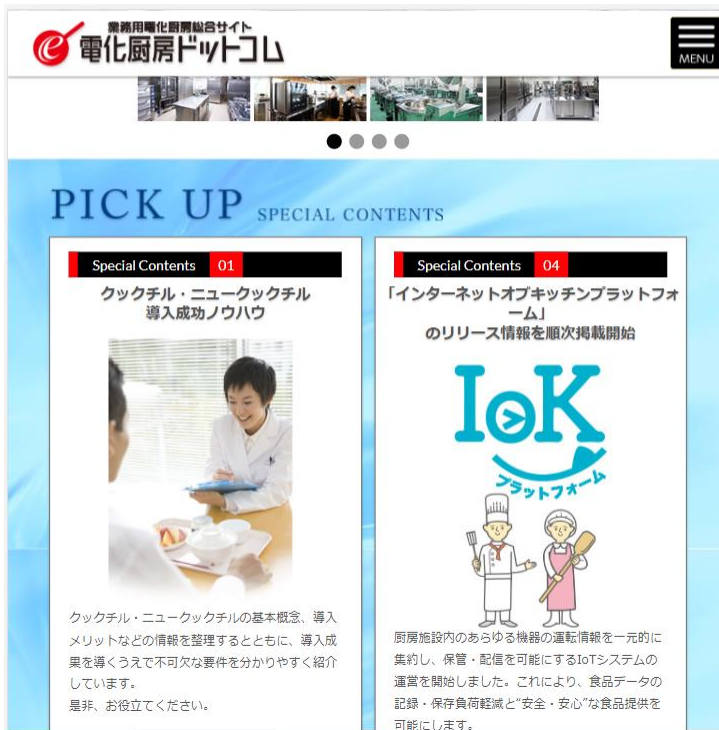 業務用電化厨房総合サイト
電化厨房ドットコム
MENU
PICK UP SPECIAL CONTENTS
Special Contents 01
クックチル・ニュークックチル
導入成功ノウハウ
クックチル・ニュークックチルの基本概念、導入
メリットなどの情報を整理するとともに、導入成
果を導くうえで不可欠な要件を分かりやすく紹介
しています。
是非、お役立てください。
Special Contents 04
「インターネットオブキッチンプラットフォ
ーム」
のリリース情報を順次掲載開始
IoK
プラットフォーム
厨房施設内のあらゆる機器の運転情報を一元的に
集約し、保管・配信を可能にするIoTシステムの
運営を開始しました。これにより、食品データの
記録・保存負荷軽減と“安全・安心”な食品提供を
可能にします。